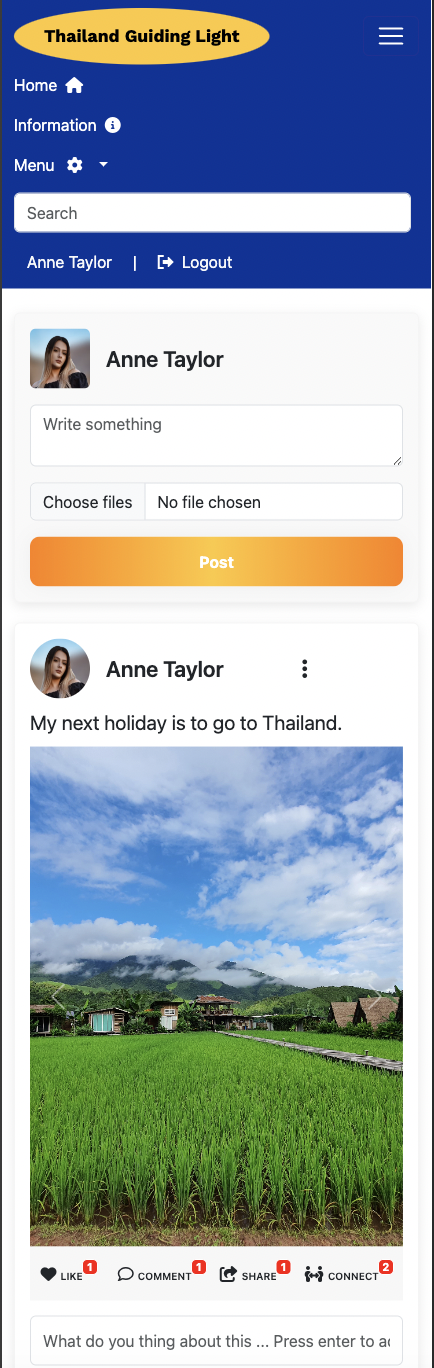 Thailand Guiding Light
Home
Information
Menu
Search
Anne Taylor | Logout
Anne Taylor
Write something
Choose files No file chosen
Post
Anne Taylor
My next holiday is to go to Thailand.
LIKE 1 COMMENT 1 SHARE 1 CONNECT 2
What do you thing about this ... Press enter to